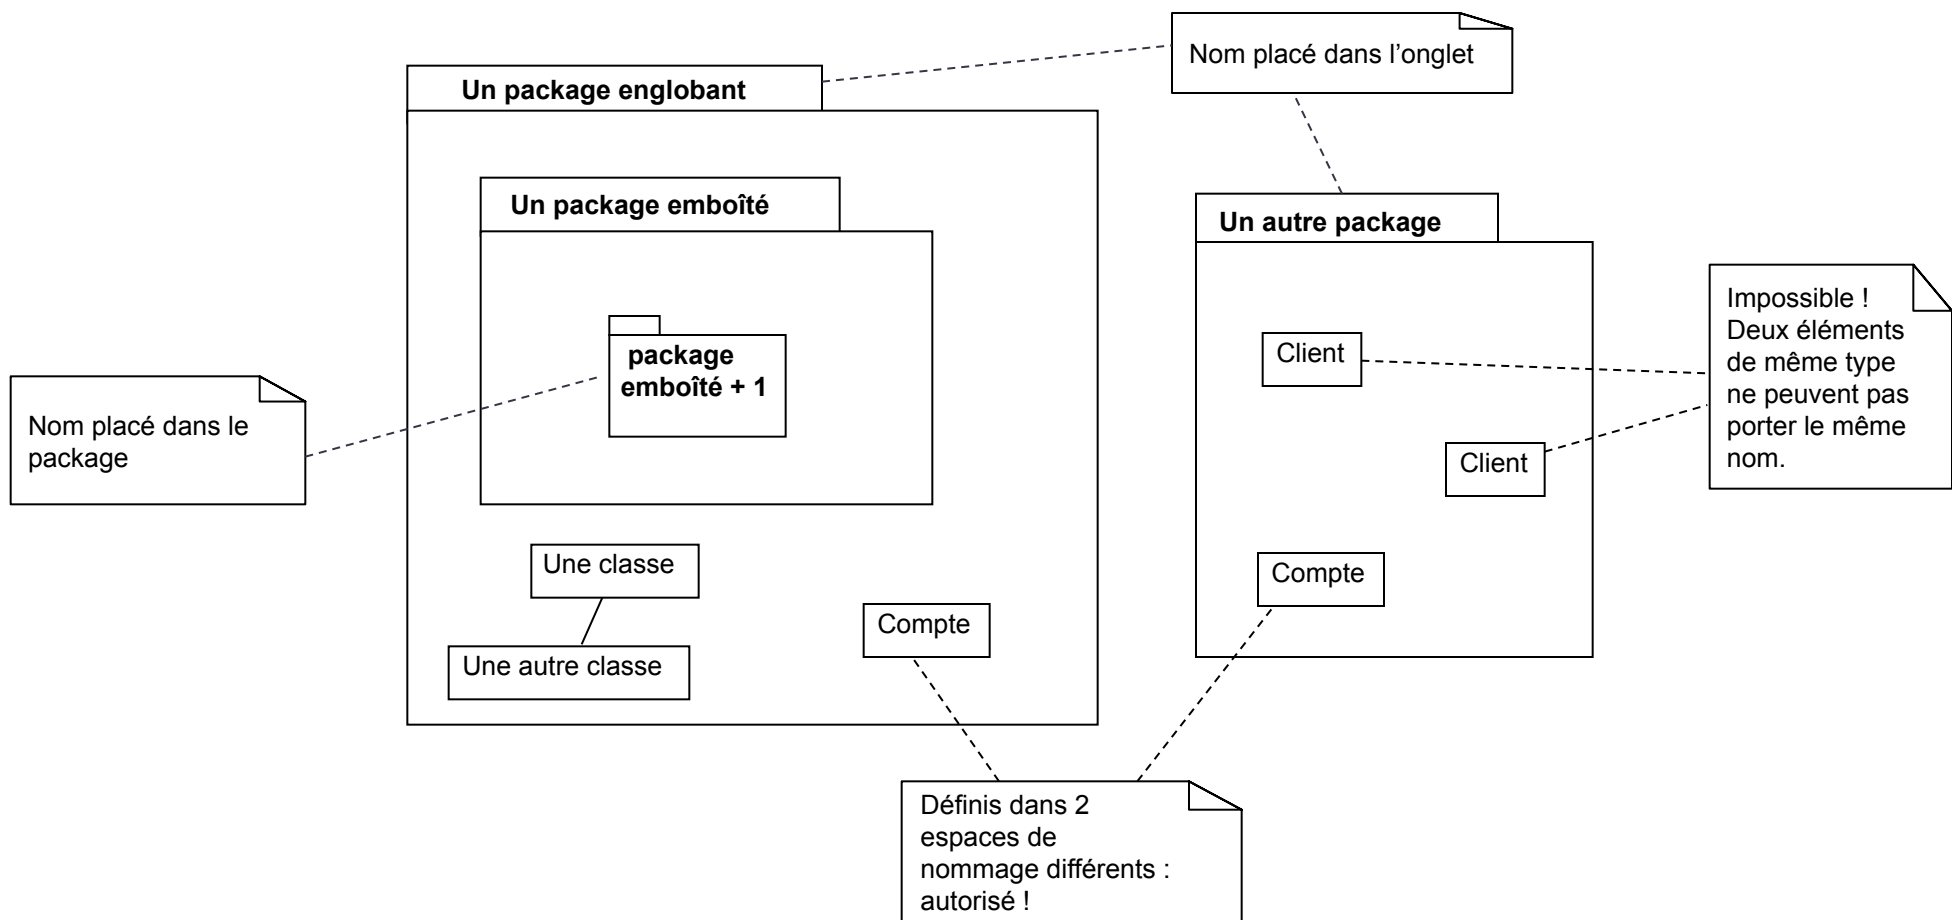 Nom placé dans l’onglet
Un package englobant
Un package emboîté
Un autre package
package
emboîté + 1
Nom placé dans le
package
Client
Client
Impossible !
Deux éléments
de même type
ne peuvent pas
porter le même
nom.
Une classe
Une autre classe
Compte
Compte
Définis dans 2
espaces de
nommage différents :
autorisé !